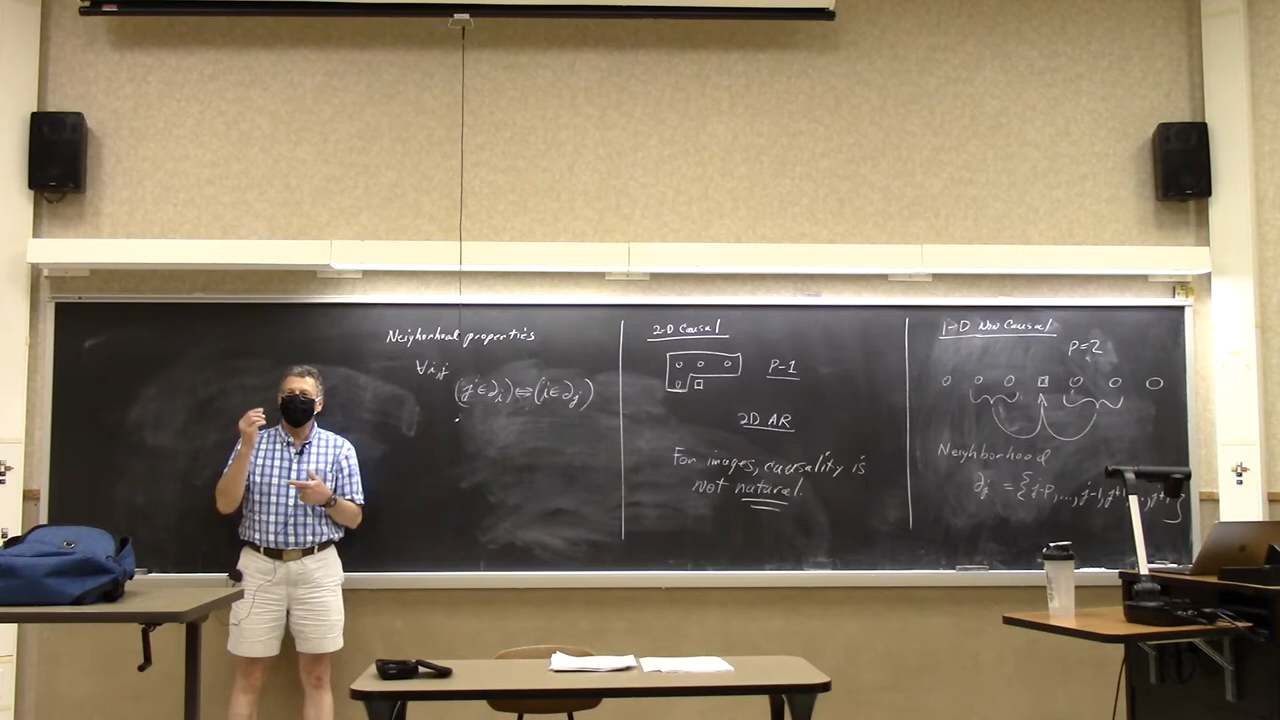 Neighorhood properties
∀i,j
(j∈∂i)⇔(i∈∂j)
2-D Causal
P-1
2D AR
For images, causality is
not natural.
1-D Non Causal
P=2
Neighborhood
∂j = {j-P,...,j-1,j+1,..,j+